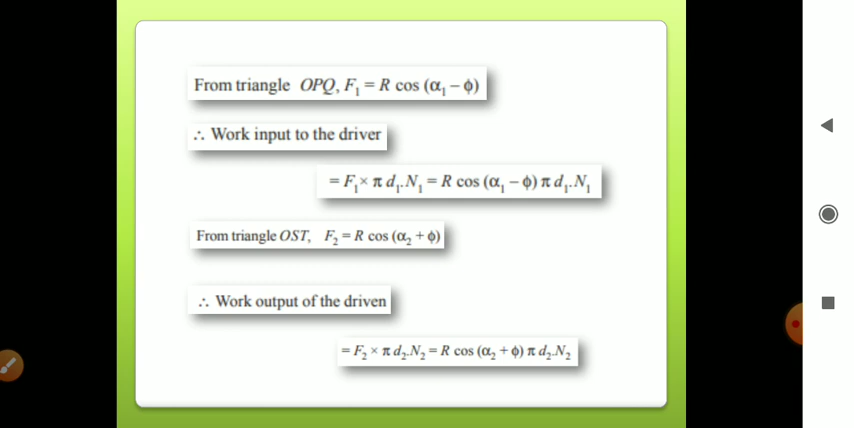 From triangle OPQ, F₁ = R cos (α₁ – ϕ)
∴ Work input to the driver
= F₁ × π d₁.N₁ = R cos (α₁ – ϕ) π d₁.N₁
From triangle OST, F₂ = R cos (α₂ + ϕ)
∴ Work output of the driven
= F₂ × π d₂.N₂ = R cos (α₂ + ϕ) π d₂.N₂